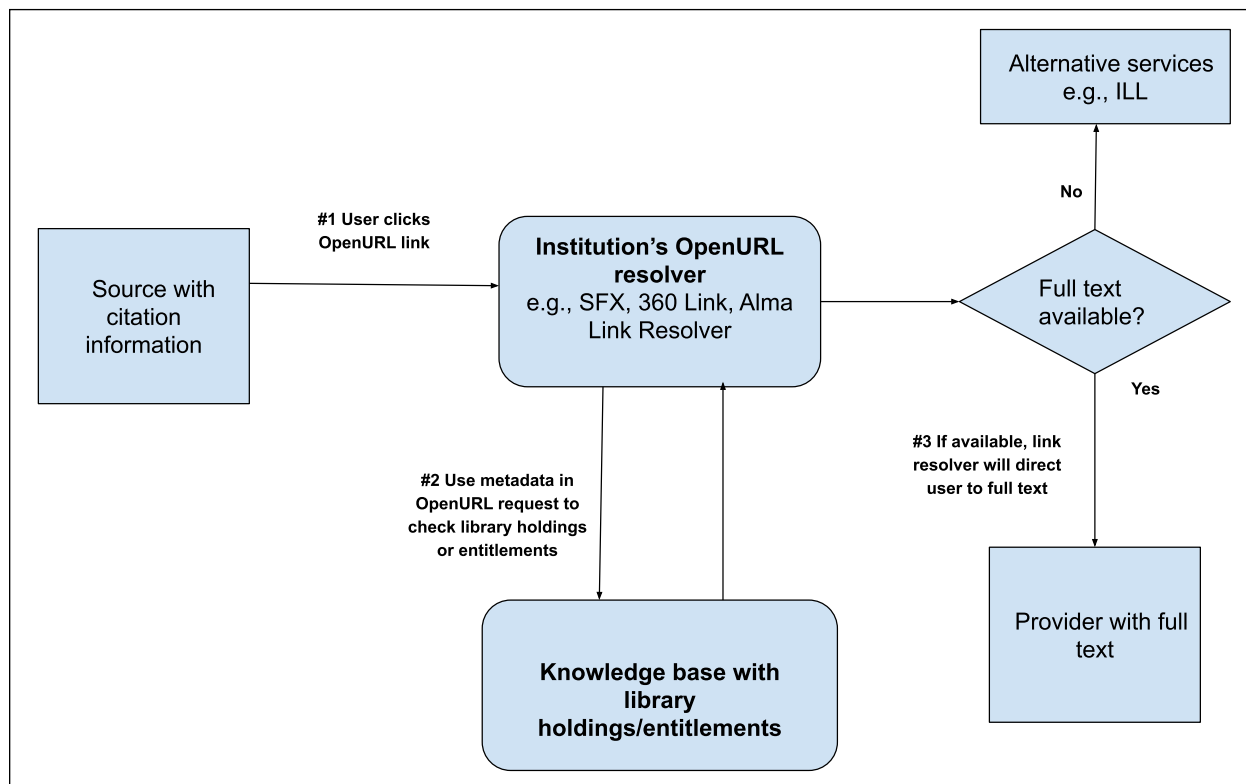 Alternative services
e.g., ILL
No
#1 User clicks
OpenURL link
Source with
citation
information
Institution’s OpenURL
resolver
e.g., SFX, 360 Link, Alma
Link Resolver
Full text
available?
Yes
#2 Use metadata in
OpenURL request to
check library holdings
or entitlements
#3 If available, link
resolver will direct
user to full text
Knowledge base with
library
holdings/entitlements
Provider with full
text